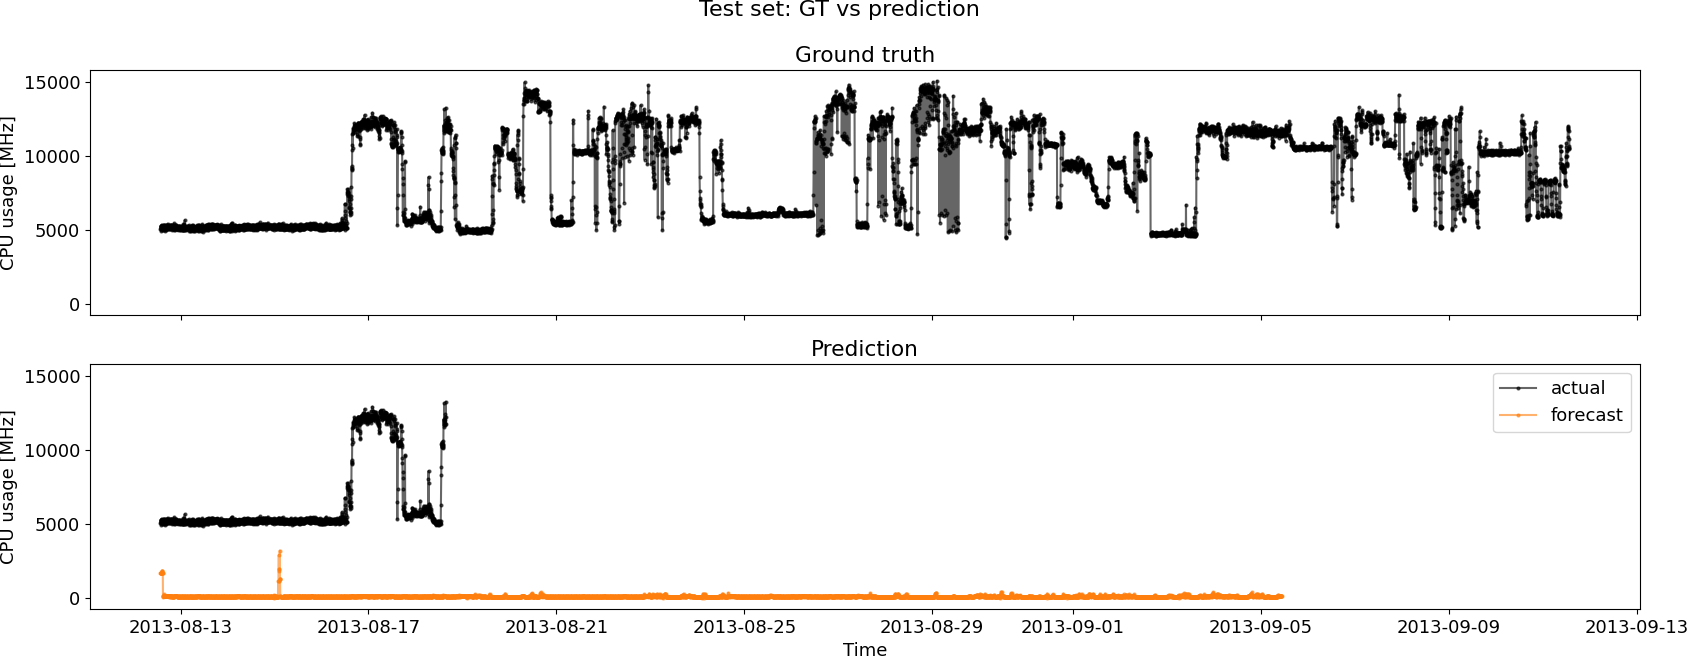 Test set: GT vs prediction
Ground truth
CPU usage [MHz]
15000
10000
5000
0
Prediction
CPU usage [MHz]
15000
10000
5000
0
actual
forecast
2013-08-13 2013-08-17 2013-08-21 2013-08-25 2013-08-29 2013-09-01 2013-09-05 2013-09-09 2013-09-13
Time